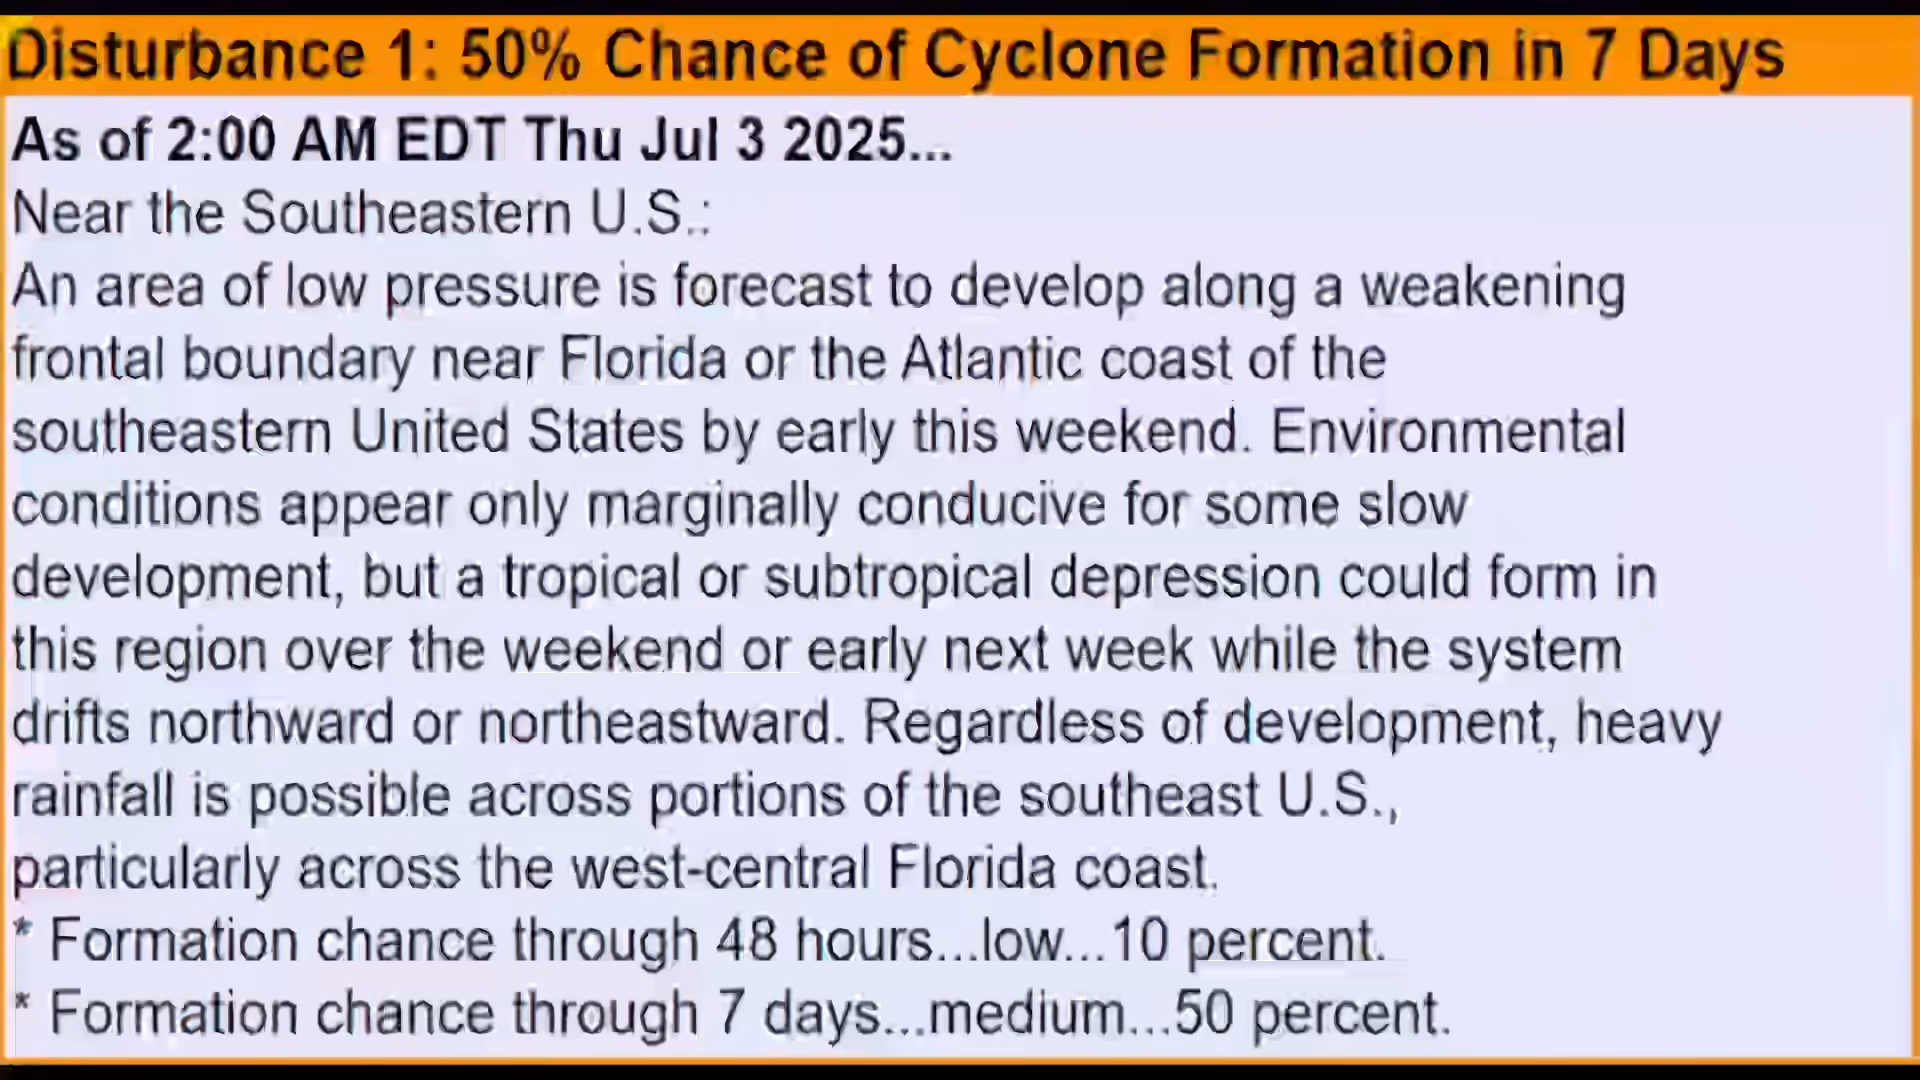 Disturbance 1: 50% Chance of Cyclone Formation in 7 Days
As of 2:00 AM EDT Thu Jul 3 2025...
Near the Southeastern U.S.:
An area of low pressure is forecast to develop along a weakening
frontal boundary near Florida or the Atlantic coast of the
southeastern United States by early this weekend. Environmental
conditions appear only marginally conducive for some slow
development, but a tropical or subtropical depression could form in
this region over the weekend or early next week while the system
drifts northward or northeastward. Regardless of development, heavy
rainfall is possible across portions of the southeast U.S.,
particularly across the west-central Florida coast.
* Formation chance through 48 hours...low...10 percent.
* Formation chance through 7 days...medium...50 percent.